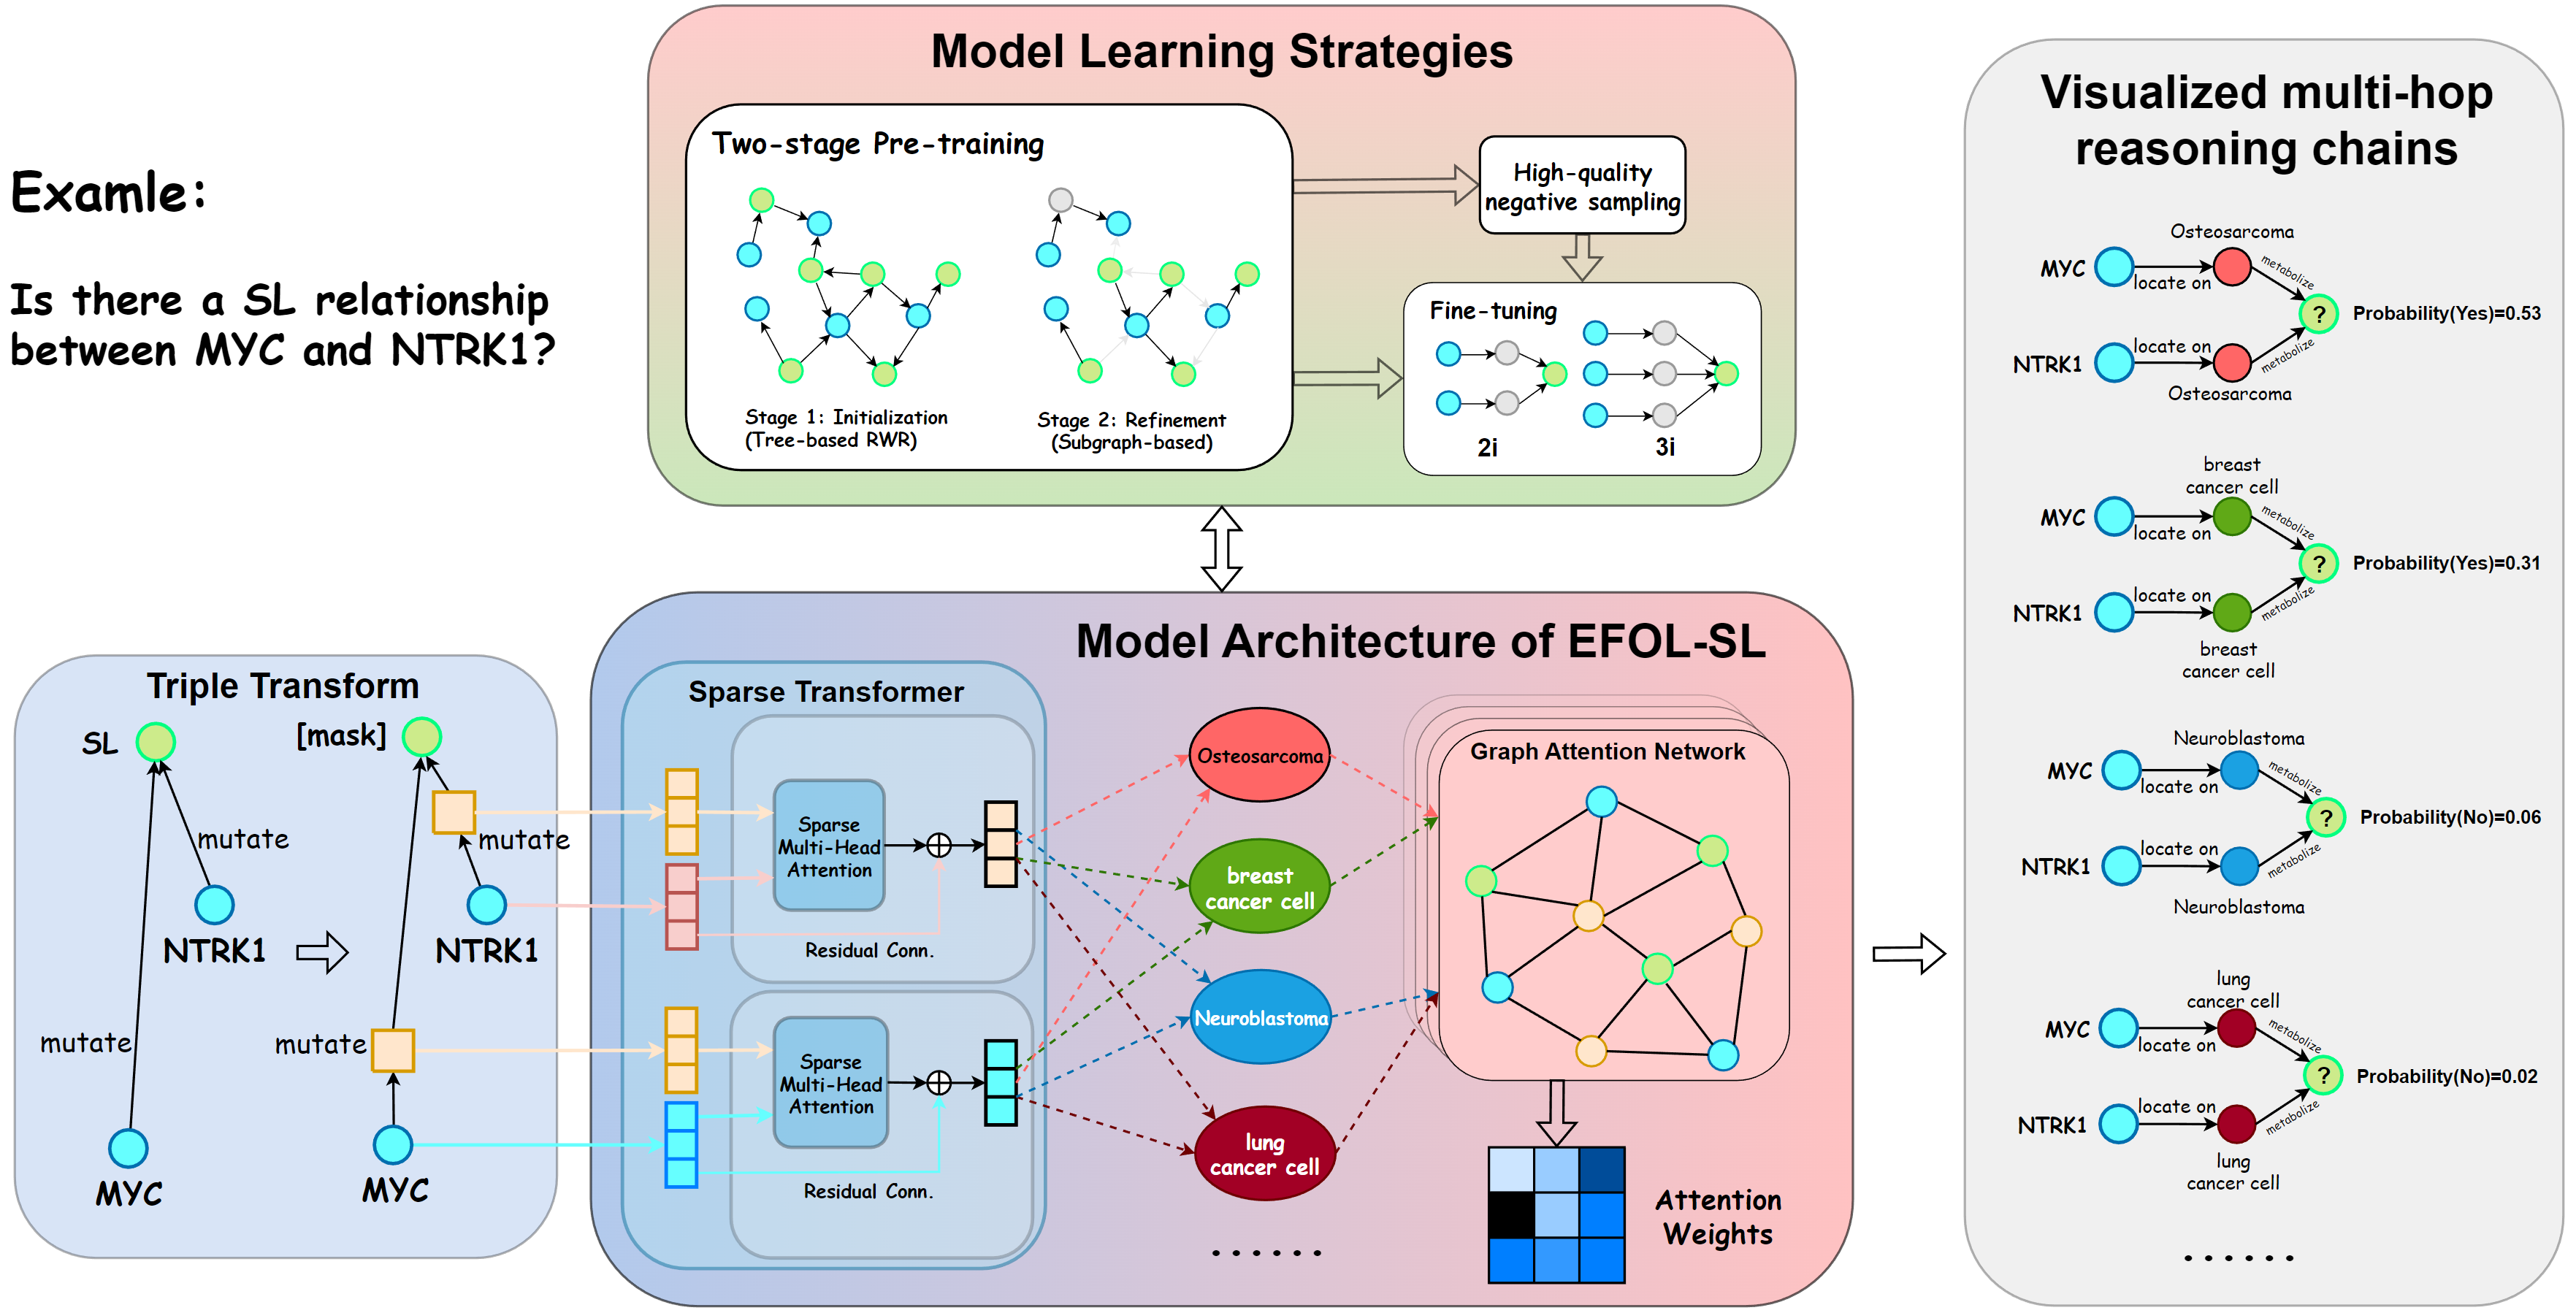 Examle:
Is there a SL relationship
between MYC and NTRK1?
Model Learning Strategies
Two-stage Pre-training
Stage 1: Initialization
(Tree-based RWR)
Stage 2: Refinement
(Subgraph-based)
High-quality
negative sampling
Fine-tuning
2i
3i
Triple Transform
SL
mutate
NTRK1
mutate
MYC
[mask]
mutate
NTRK1
mutate
MYC
Model Architecture of EFOL-SL
Sparse Transformer
Sparse
Multi-Head
Attention
Residual Conn.
Sparse
Multi-Head
Attention
Residual Conn.
Osteosarcoma
breast
cancer cell
Neuroblastoma
lung
cancer cell
......
Graph Attention Network
Attention
Weights
Visualized multi-hop
reasoning chains
Osteosarcoma
MYC
locate on
metabolize
?
Probability(Yes)=0.53
NTRK1
locate on
metabolize
Osteosarcoma
breast
cancer cell
MYC
locate on
metabolize
?
Probability(Yes)=0.31
NTRK1
locate on
metabolize
breast
cancer cell
Neuroblastoma
MYC
locate on
metabolize
?
Probability(No)=0.06
NTRK1
locate on
metabolize
Neuroblastoma
lung
cancer cell
MYC
locate on
metabolize
?
Probability(No)=0.02
NTRK1
locate on
metabolize
lung
cancer cell
......